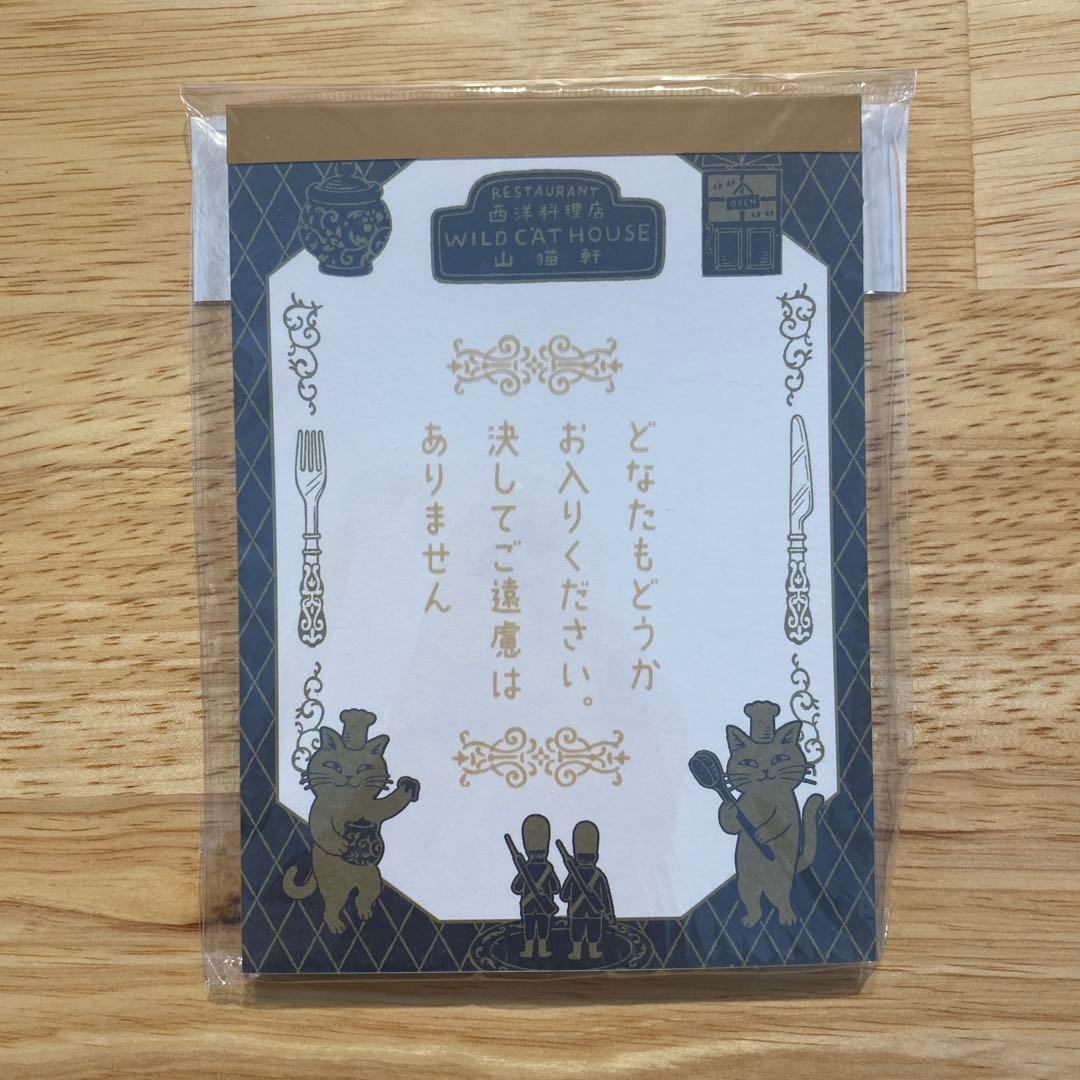 RESTAURANT
西洋料理店
WILD CAT HOUSE
山猫軒
OPEN
どなたもどうか
お入りください。
決してご遠慮は
ありません